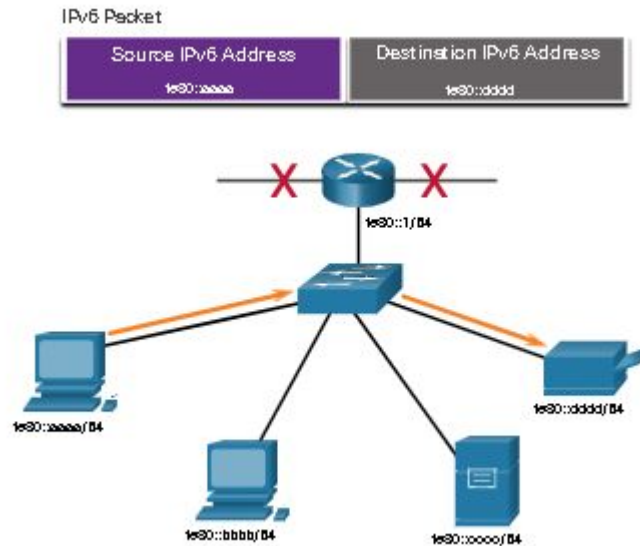 IPv6 Packet
Source IPv6 Address
fe80::aaaa
Destination IPv6 Address
fe80::dddd
fe80::1/64
fe80::aaaa/64
fe80::dddd/64
fe80::bbbb/64
fe80::cccc/64